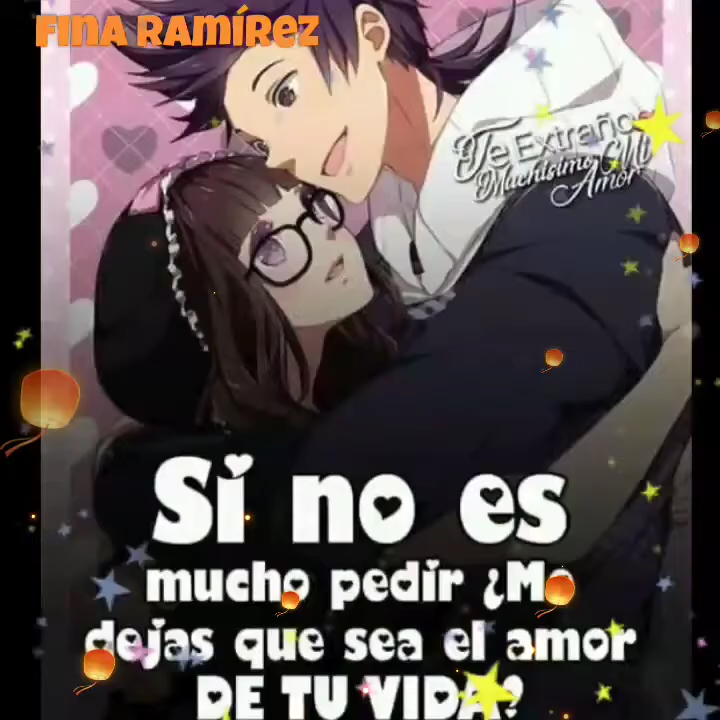 FINA RAMÍREZ
Te Extraño
Muchísimo Mi
Amor
Si no es
mucho pedir ¿Me
dejas que sea el amor
DE TU VIDA?